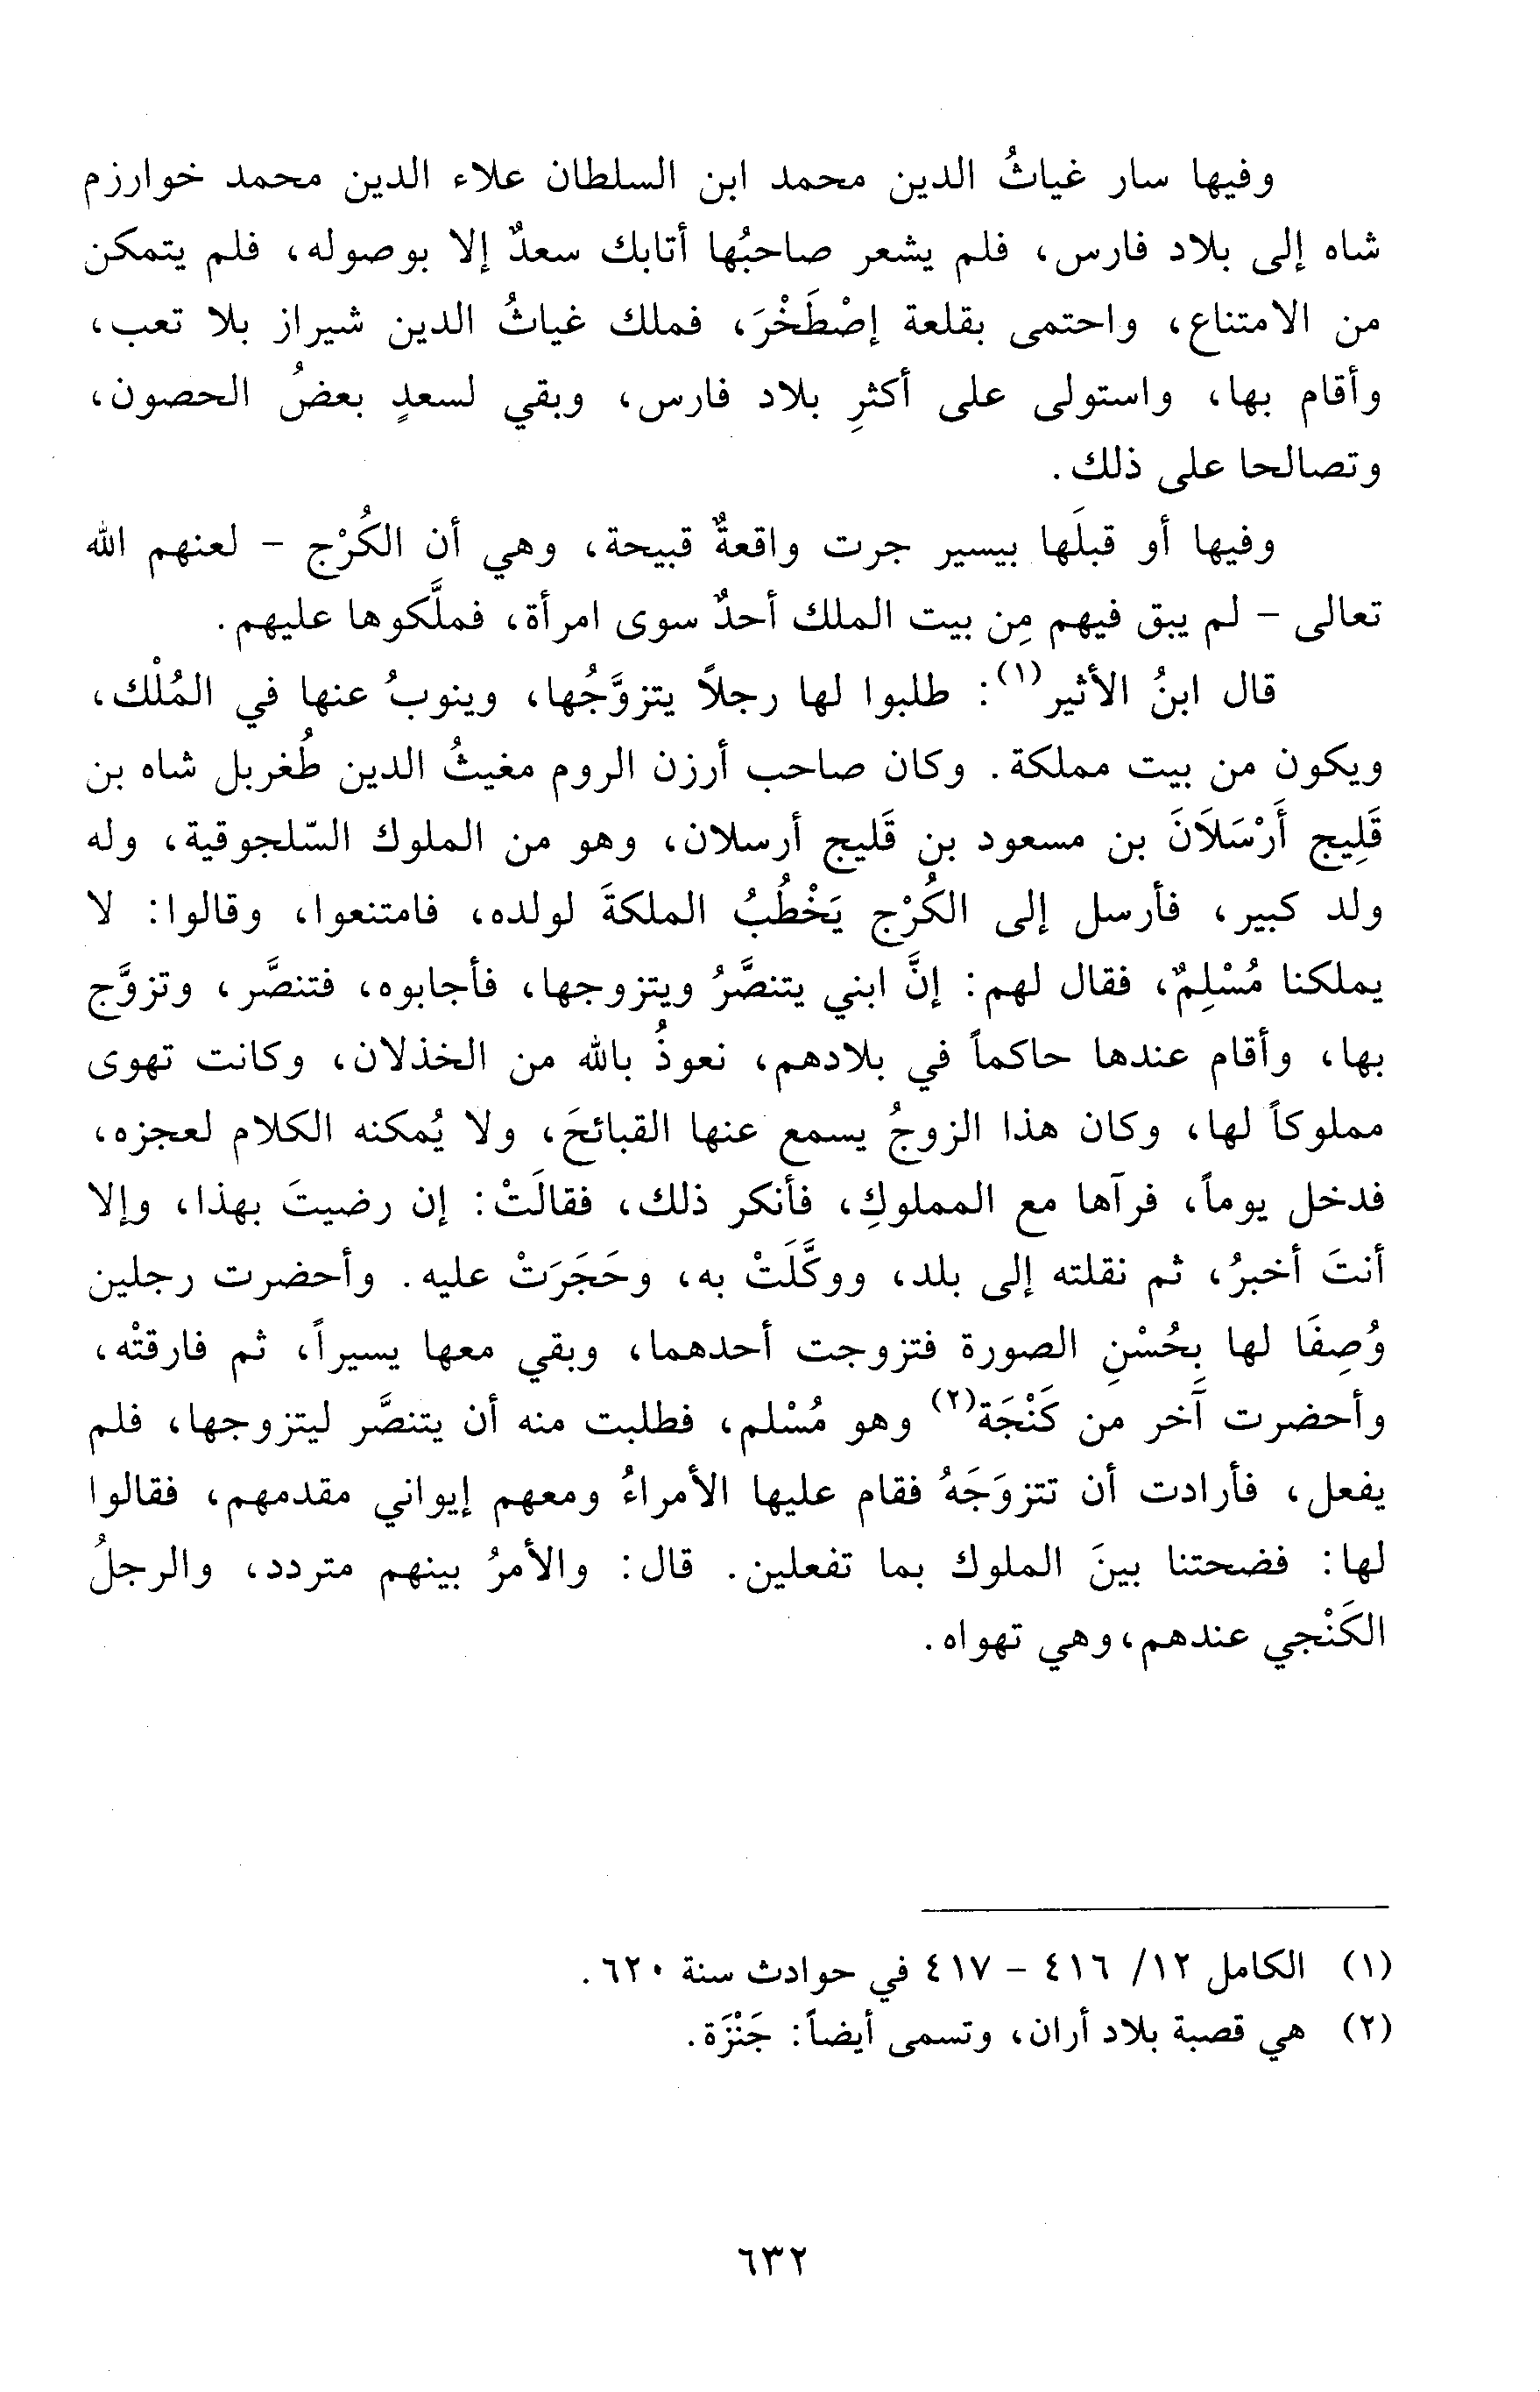 وفيها سار غياثُ الدين محمد ابن السلطان علاء الدين محمد خوارزم
شاه إلى بلاد فارس، فلم يشعر صاحبُها أتابك سعدٌ إلا بوصوله، فلم يتمكن
من الامتناع، واحتمى بقلعة إصْطَخْرَ، فملك غياثُ الدين شيراز بلا تعب،
وأقام بها، واستولى على أكثرِ بلاد فارس، وبقي لسعدٍ بعضُ الحصون،
وتصالحا على ذلك.
وفيها أو قبلَها بيسير جرت واقعةٌ قبيحة، وهي أن الكُرْج - لعنهم الله
تعالى - لم يبق فيهم مِن بيت الملك أحدٌ سوى امرأة، فملَّكوها عليهم.
قال ابنُ الأثير(١): طلبوا لها رجلاً يتزوَّجُها، وينوبُ عنها في المُلْك،
ويكون من بيت مملكة. وكان صاحب أرزن الروم مغيثُ الدين طُغربل شاه بن
قَلِيج أَرْسَلاَنَ بن مسعود بن قَليج أرسلان، وهو من الملوك السّلجوقية، وله
ولد كبير، فأرسل إلى الكُرْج يَخْطُبُ الملكةَ لولده، فامتنعوا، وقالوا: لا
يملكنا مُسْلِمٌ، فقال لهم: إنَّ ابني يتنصَّرُ ويتزوجها، فأجابوه، فتنصَّر، وتزوَّج
بها، وأقام عندها حاكماً في بلادهم، نعوذُ بالله من الخذلان، وكانت تهوى
مملوكاً لها، وكان هذا الزوجُ يسمع عنها القبائحَ، ولا يُمكنه الكلام لعجزه،
فدخل يوماً، فرآها مع المملوكِ، فأنكر ذلك، فقالَتْ: إن رضيتَ بهذا، وإلا
أنتَ أخبرُ، ثم نقلته إلى بلد، ووكَّلَتْ به، وحَجَرَتْ عليه. وأحضرت رجلين
وُصِفَا لها بِحُسْنِ الصورة فتزوجت أحدهما، وبقي معها يسيراً، ثم فارقتْه،
وأحضرت آخر من كَنْجَة(٢) وهو مُسْلم، فطلبت منه أن يتنصَّر ليتزوجها، فلم
يفعل، فأرادت أن تتزوَجَهُ فقام عليها الأمراءُ ومعهم إيواني مقدمهم، فقالوا
لها: فضحتنا بينَ الملوك بما تفعلين. قال: والأمرُ بينهم متردد، والرجلُ
الكَنْجي عندهم، وهي تهواه.
(١) الكامل ١٢/ ٤١٦ - ٤١٧ في حوادث سنة ٦٢٠.
(٢) هي قصبة بلاد أران، وتسمى أيضاً: جَنْزَة.
٦٣٢